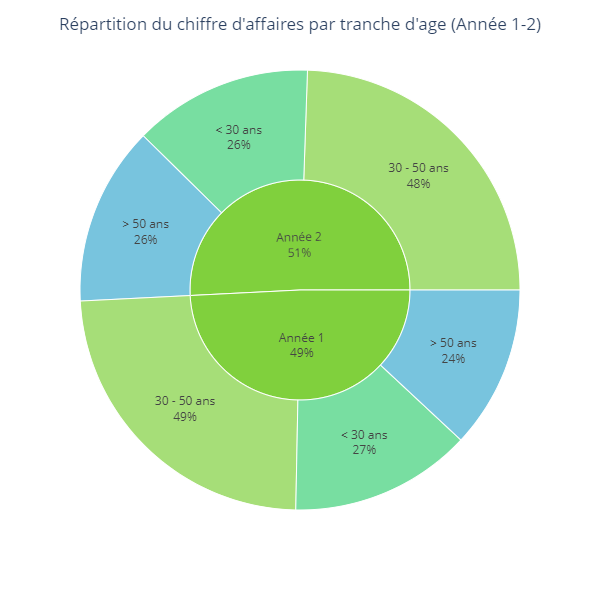 Répartition du chiffre d'affaires par tranche d'age (Année 1-2)
< 30 ans
26%
30 - 50 ans
48%
> 50 ans
26%
Année 2
51%
Année 1
49%
> 50 ans
24%
30 - 50 ans
49%
< 30 ans
27%